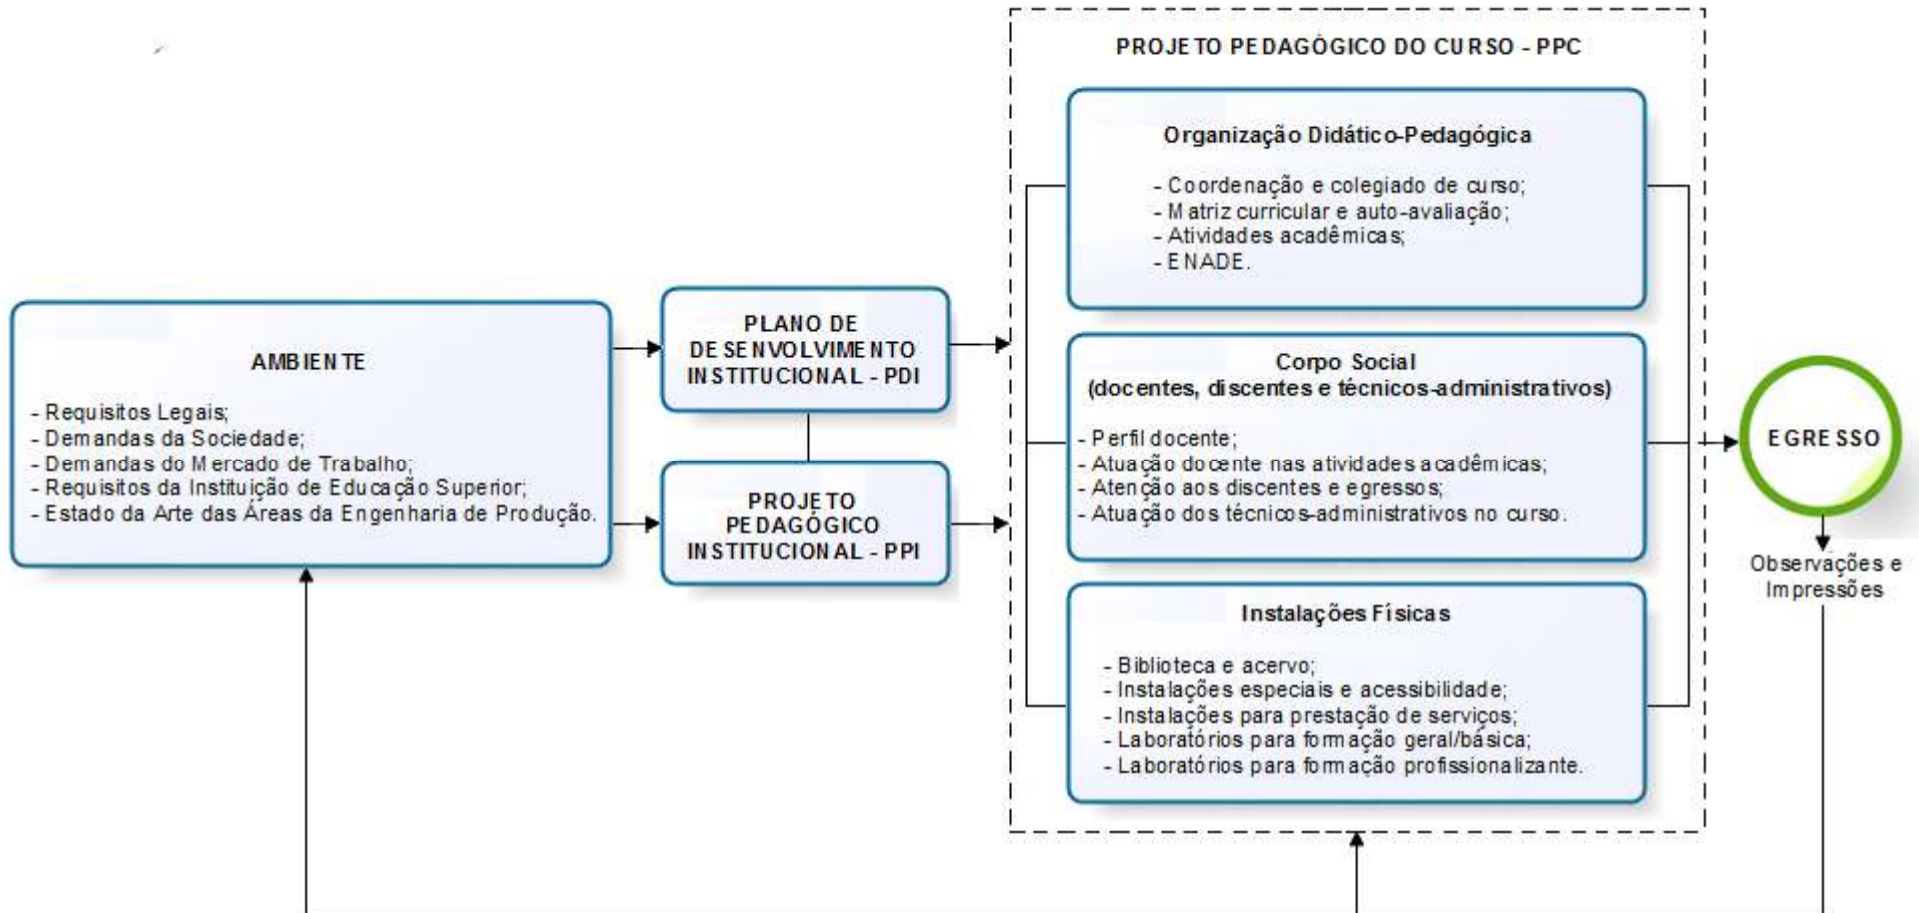 PROJETO PEDAGÓGICO DO CURSO - PPC
Organização Didático-Pedagógica
- Coordenação e colegiado de curso;
- Matriz curricular e auto-avaliação;
- Atividades acadêmicas;
- ENADE.
AMBIENTE
- Requisitos Legais;
- Demandas da Sociedade;
- Demandas do Mercado de Trabalho;
- Requisitos da Instituição de Educação Superior;
- Estado da Arte das Áreas da Engenharia de Produção.
PLANO DE
DESENVOLVIMENTO
INSTITUCIONAL - PDI
PROJETO
PEDAGÓGICO
INSTITUCIONAL - PPI
Corpo Social
(docentes, discentes e técnicos-administrativos)
- Perfil docente;
- Atuação docente nas atividades acadêmicas;
- Atenção aos discentes e egressos;
- Atuação dos técnicos-administrativos no curso.
Instalações Físicas
- Biblioteca e acervo;
- Instalações especiais e acessibilidade;
- Instalações para prestação de serviços;
- Laboratórios para formação geral/básica;
- Laboratórios para formação profissionalizante.
EGRESSO
Observações e
Impressões